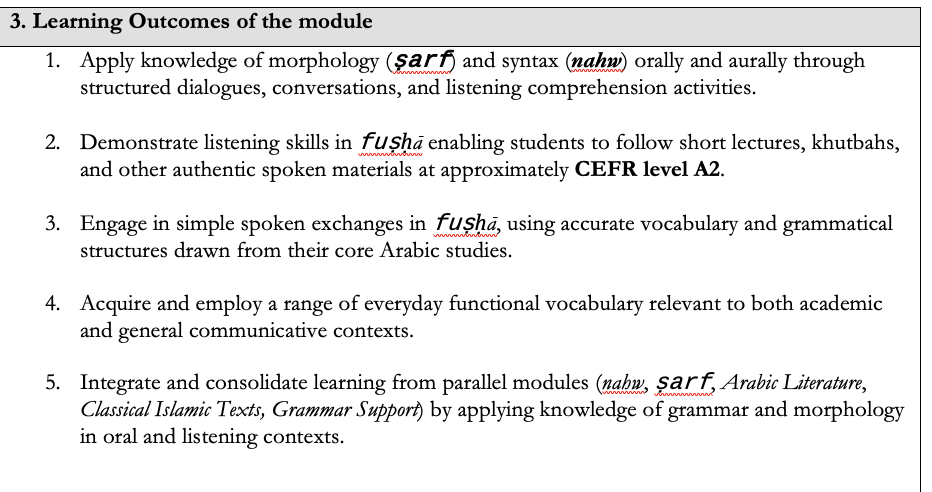 3. Learning Outcomes of the module
1. Apply knowledge of morphology (ṣarf) and syntax (nahw) orally and aurally through
structured dialogues, conversations, and listening comprehension activities.
2. Demonstrate listening skills in fuṣḥā enabling students to follow short lectures, khutbahs,
and other authentic spoken materials at approximately CEFR level A2.
3. Engage in simple spoken exchanges in fuṣḥā, using accurate vocabulary and grammatical
structures drawn from their core Arabic studies.
4. Acquire and employ a range of everyday functional vocabulary relevant to both academic
and general communicative contexts.
5. Integrate and consolidate learning from parallel modules (nahw, ṣarf, Arabic Literature,
Classical Islamic Texts, Grammar Support) by applying knowledge of grammar and morphology
in oral and listening contexts.